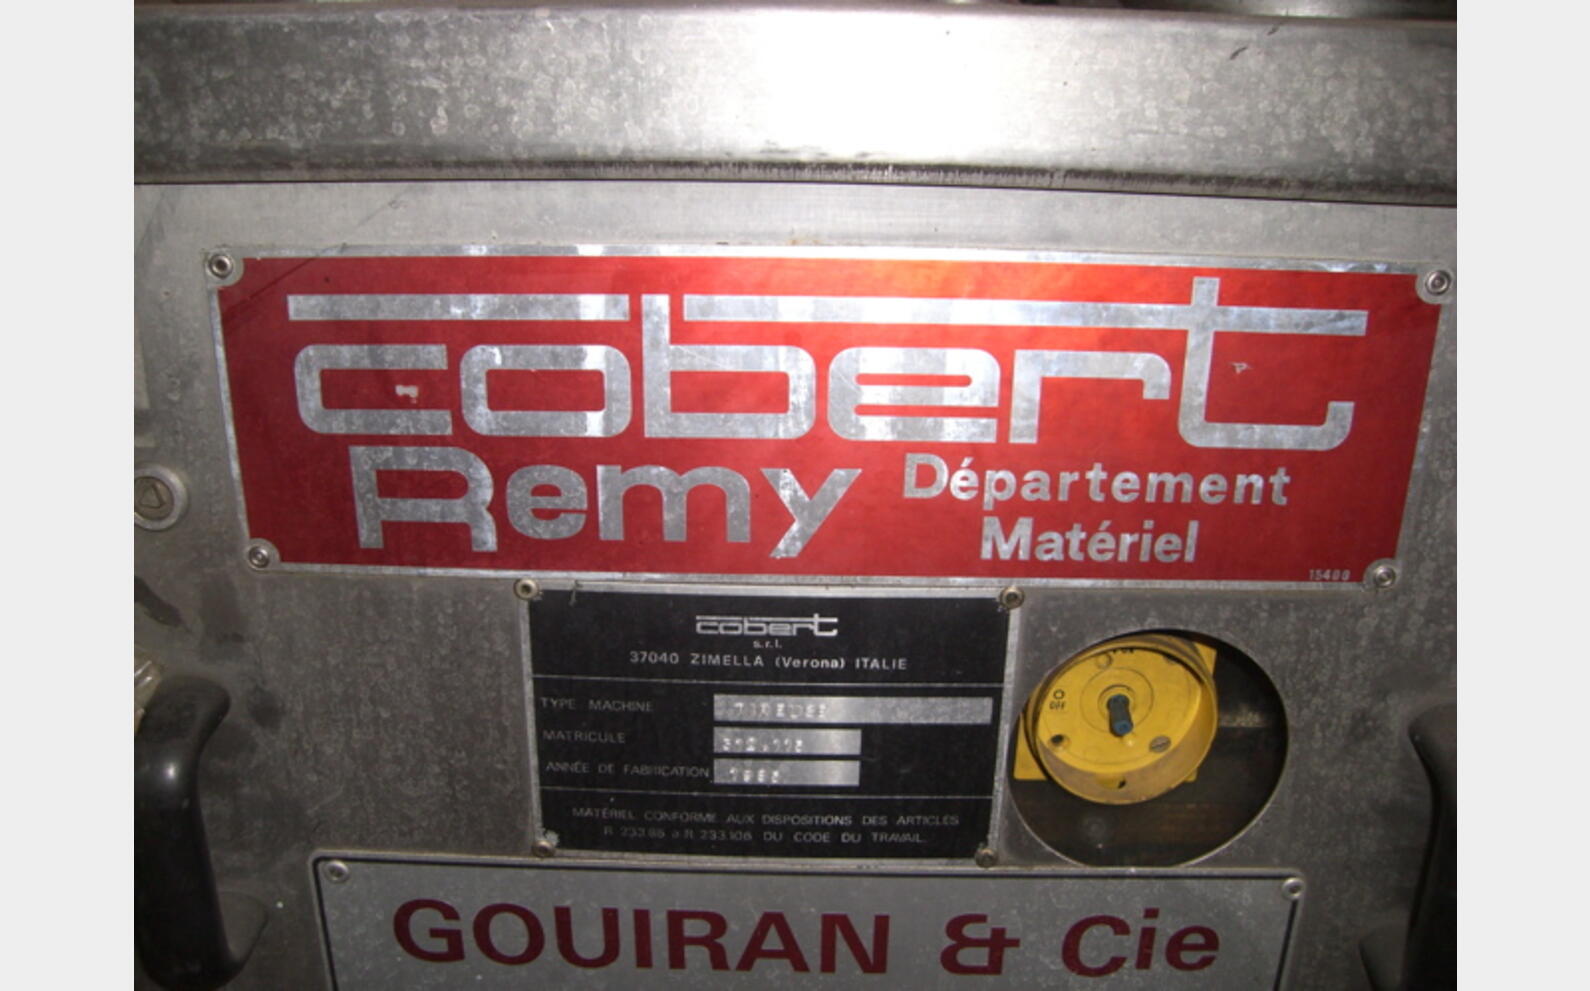 cobert
Remy Département
Matériel
15400
cobert
s.r.l.
37040 ZIMELLA (Verona) ITALIE
TYPE MACHINE TIREUSE
MATRICULE
ANNÉE DE FABRICATION
MATÉRIEL CONFORME AUX DISPOSITIONS DES ARTICLES
R 233.85 à R 233.106 DU CODE DU TRAVAIL.
O
OFF
GOUIRAN & Cie